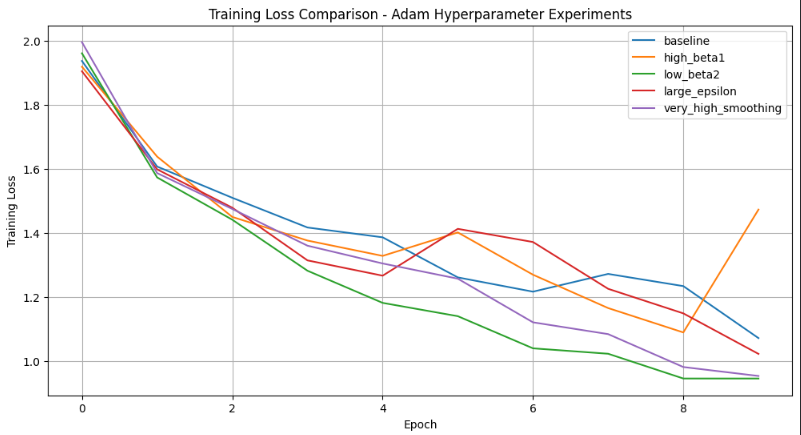 Training Loss Comparison - Adam Hyperparameter Experiments
2.0
1.8
1.6
1.4
1.2
1.0
Training Loss
baseline
high_beta1
low_beta2
large_epsilon
very_high_smoothing
0 2 4 6 8
Epoch